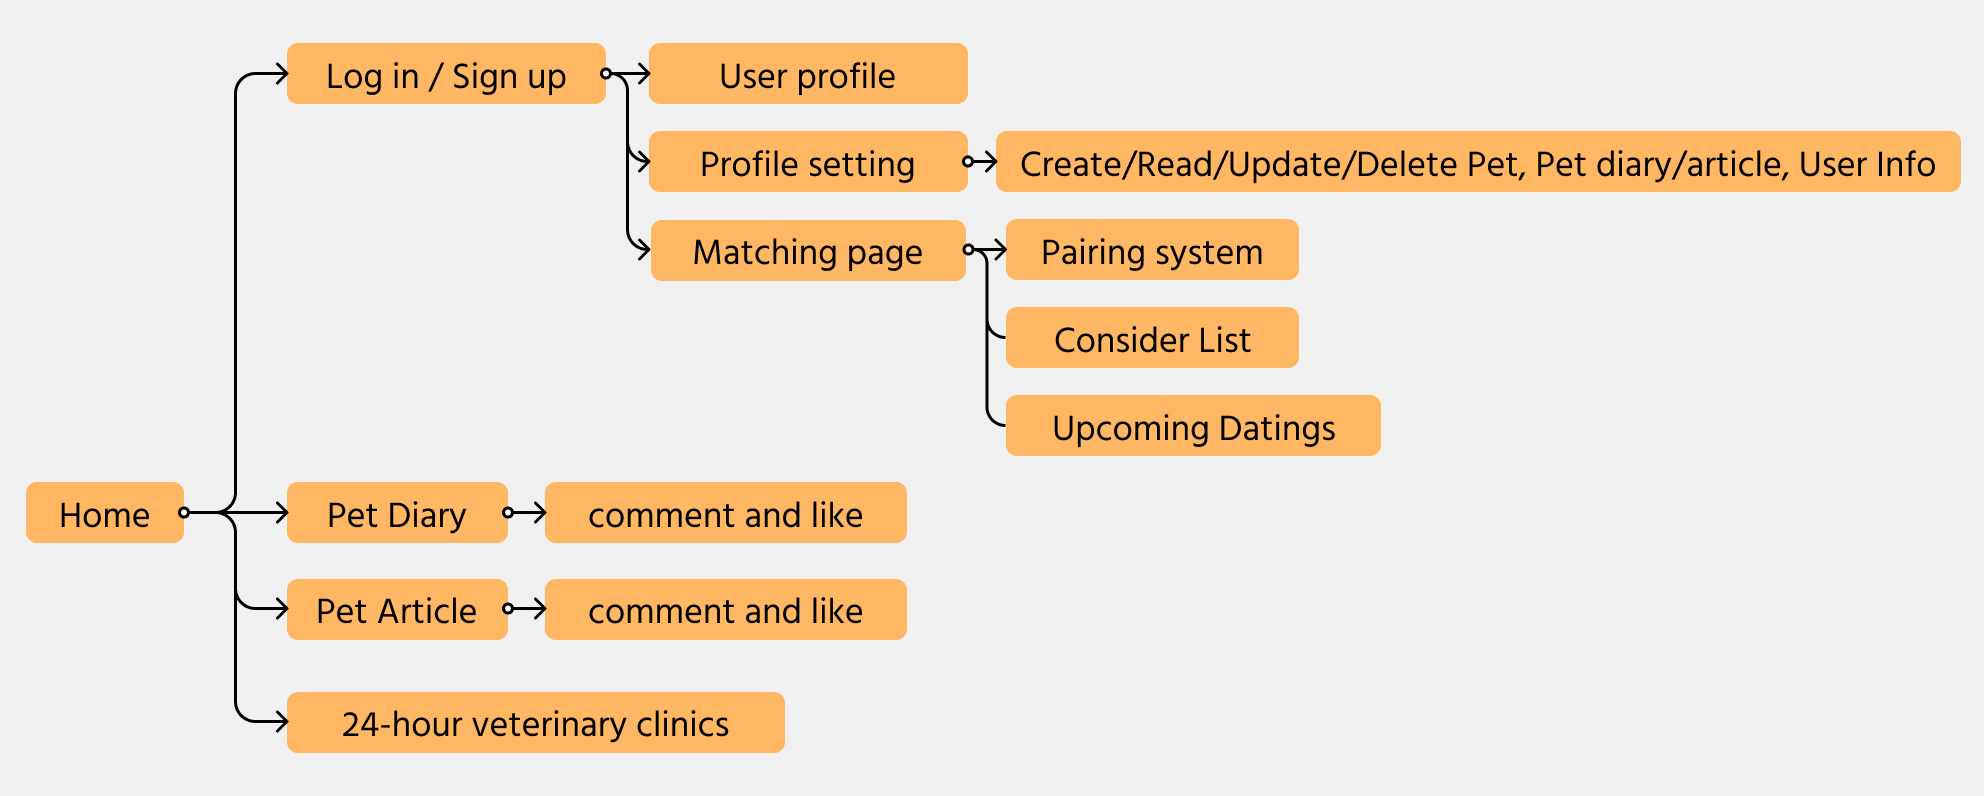 Log in / Sign up
User profile
Profile setting
Create/Read/Update/Delete Pet, Pet diary/article, User Info
Matching page
Pairing system
Consider List
Upcoming Datings
Home
Pet Diary
comment and like
Pet Article
comment and like
24-hour veterinary clinics